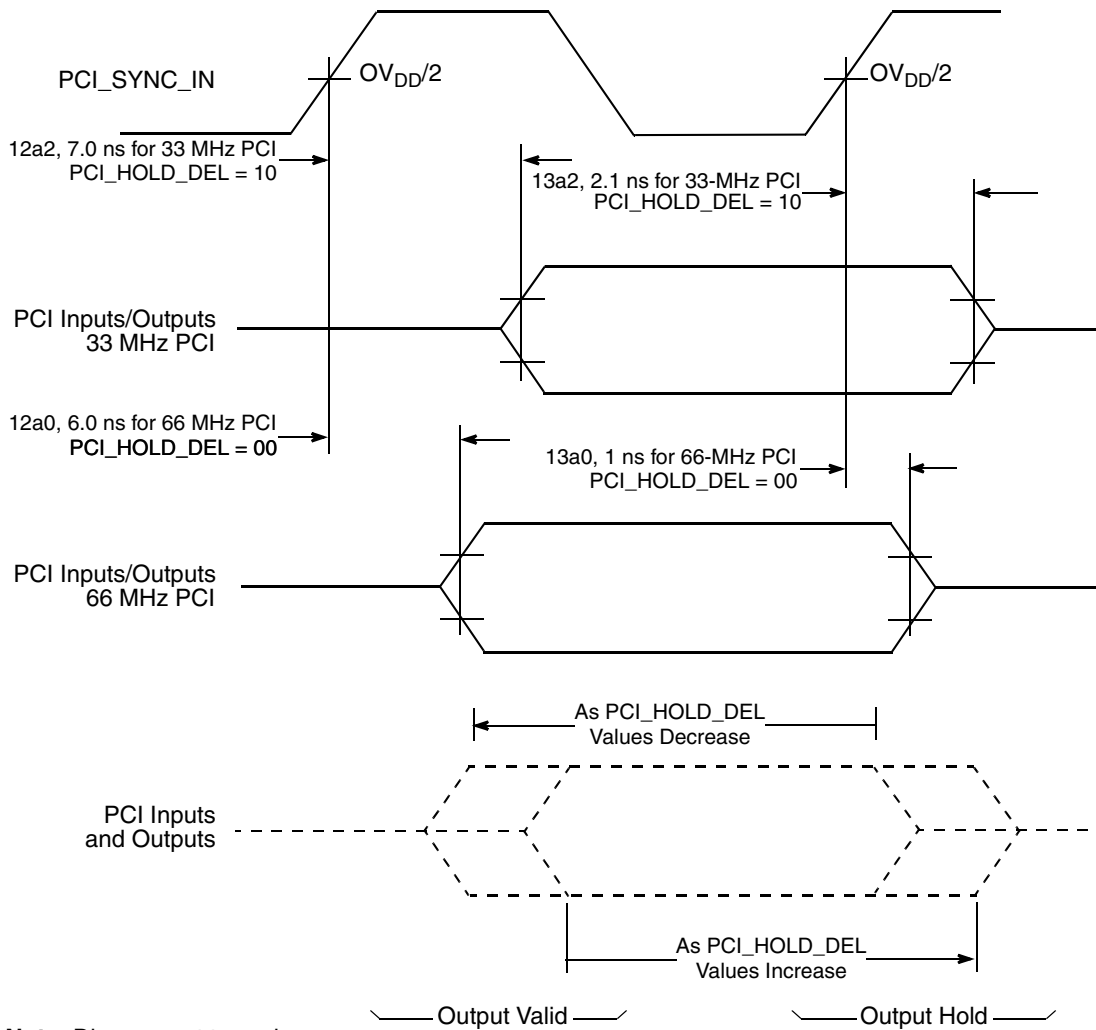 PCI_SYNC_IN
OV_DD/2
OV_DD/2
12a2, 7.0 ns for 33 MHz PCI
PCI_HOLD_DEL = 10
13a2, 2.1 ns for 33-MHz PCI
PCI_HOLD_DEL = 10
PCI Inputs/Outputs
33 MHz PCI
12a0, 6.0 ns for 66 MHz PCI
PCI_HOLD_DEL = 00
13a0, 1 ns for 66-MHz PCI
PCI_HOLD_DEL = 00
PCI Inputs/Outputs
66 MHz PCI
As PCI_HOLD_DEL
Values Decrease
PCI Inputs
and Outputs
As PCI_HOLD_DEL
Values Increase
Output Valid
Output Hold